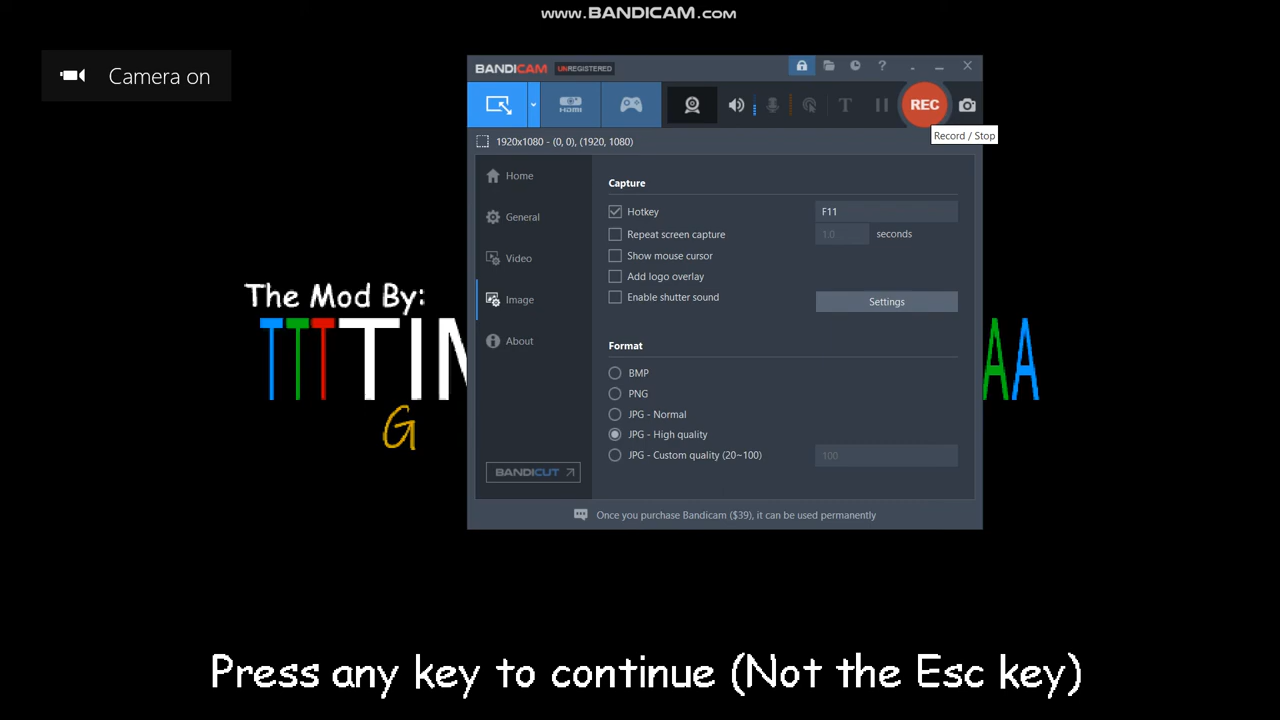 www.BANDICAM.com
Camera on
BANDICAM UNREGISTERED
?
HDMI
T
REC
Record / Stop
1920x1080 - (0, 0), (1920, 1080)
Home
General
Video
Image
About
BANDICUT
Capture
Hotkey F11
Repeat screen capture 1.0 seconds
Show mouse cursor
Add logo overlay
Enable shutter sound
Settings
Format
BMP
PNG
JPG - Normal
JPG - High quality
JPG - Custom quality (20~100) 100
Once you purchase Bandicam ($39), it can be used permanently
The Mod By:
TTTTI AA
G
Press any key to continue (Not the Esc key)